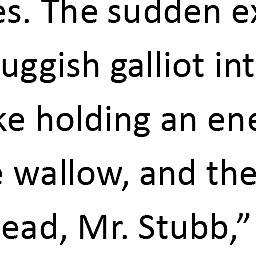 es. The sudden ex
uggish galliot int
ke holding an ene
e wallow, and the
ead, Mr. Stubb,”